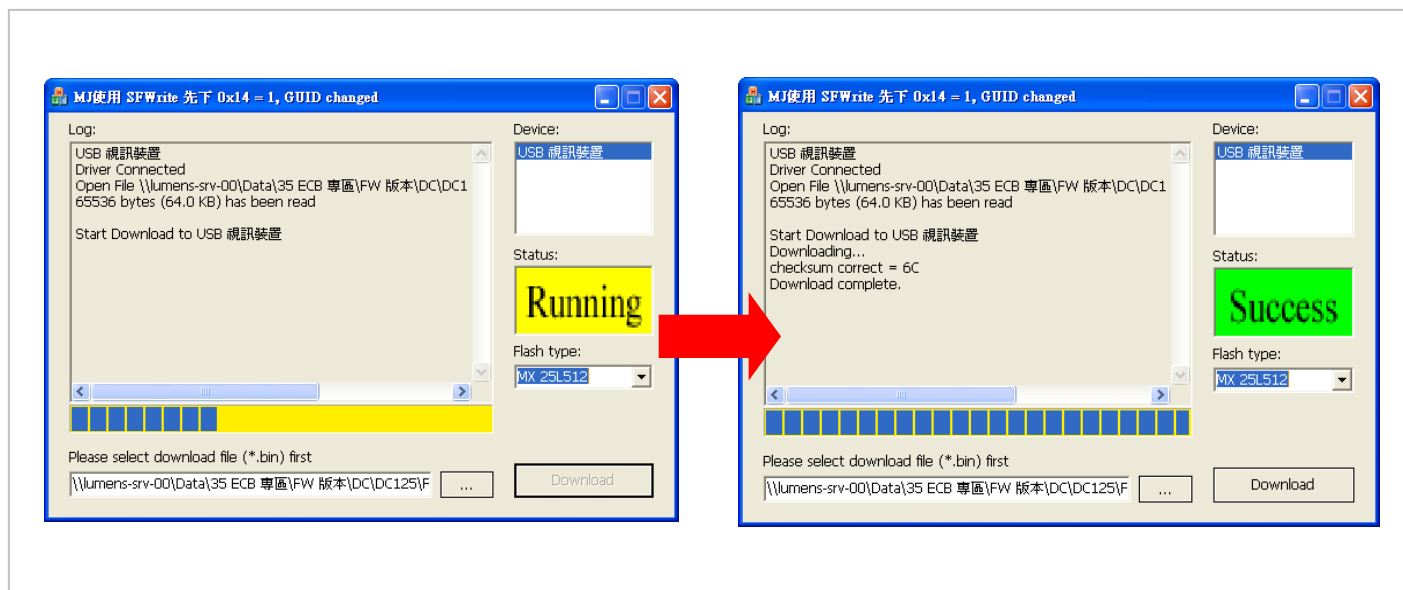 MJ使用 SFWrite 先下 0x14 = 1, GUID changed
Log:
USB 視訊裝置
Driver Connected
Open File \\lumens-srv-00\Data\35 ECB 專區\FW 版本\DC\DC1
65536 bytes (64.0 KB) has been read
Start Download to USB 視訊裝置
Device:
USB 視訊裝置
Status:
Running
Flash type:
MX 25L512
Please select download file (*.bin) first
\\lumens-srv-00\Data\35 ECB 專區\FW 版本\DC\DC125\F
...
Download
MJ使用 SFWrite 先下 0x14 = 1, GUID changed
Log:
USB 視訊裝置
Driver Connected
Open File \\lumens-srv-00\Data\35 ECB 專區\FW 版本\DC\DC1
65536 bytes (64.0 KB) has been read
Start Download to USB 視訊裝置
Downloading...
checksum correct = 6C
Download complete.
Device:
USB 視訊裝置
Status:
Success
Flash type:
MX 25L512
Please select download file (*.bin) first
\\lumens-srv-00\Data\35 ECB 專區\FW 版本\DC\DC125\F
...
Download